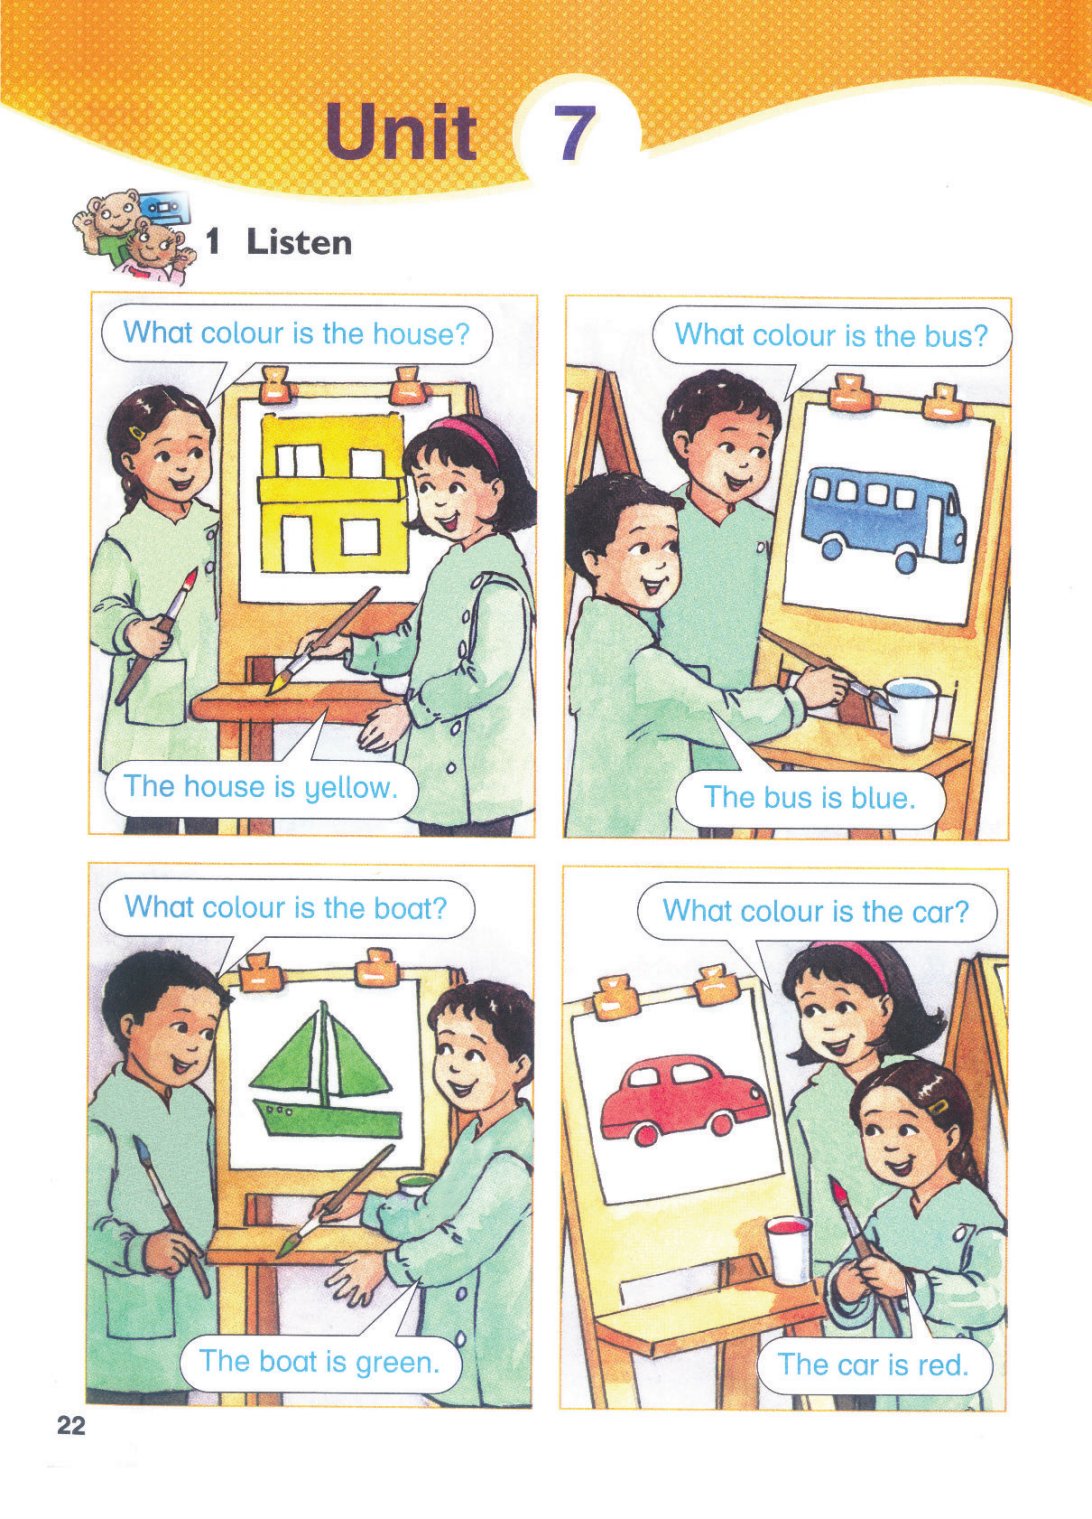 Unit 7
1 Listen
What colour is the house?
The house is yellow.
What colour is the bus?
The bus is blue.
What colour is the boat?
The boat is green.
What colour is the car?
The car is red.
22